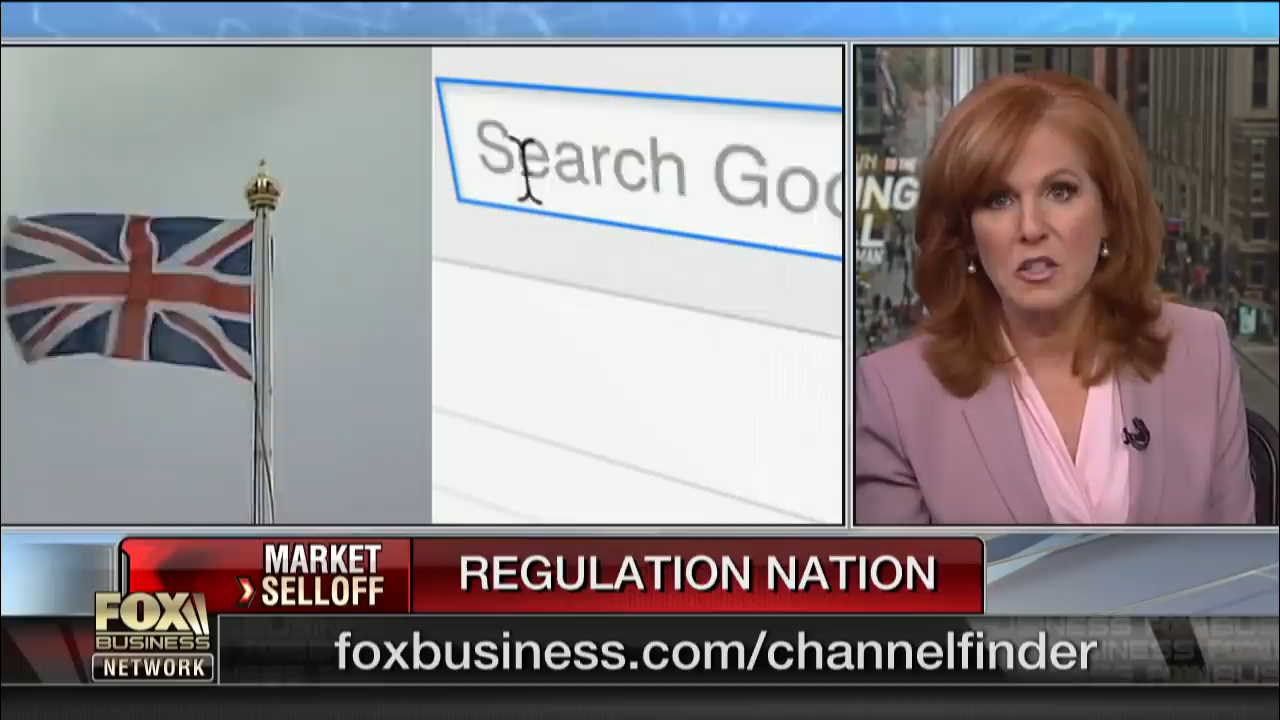 Search Goo
MARKET
SELLOFF
REGULATION NATION
FOX
BUSINESS
NETWORK
foxbusiness.com/channelfinder